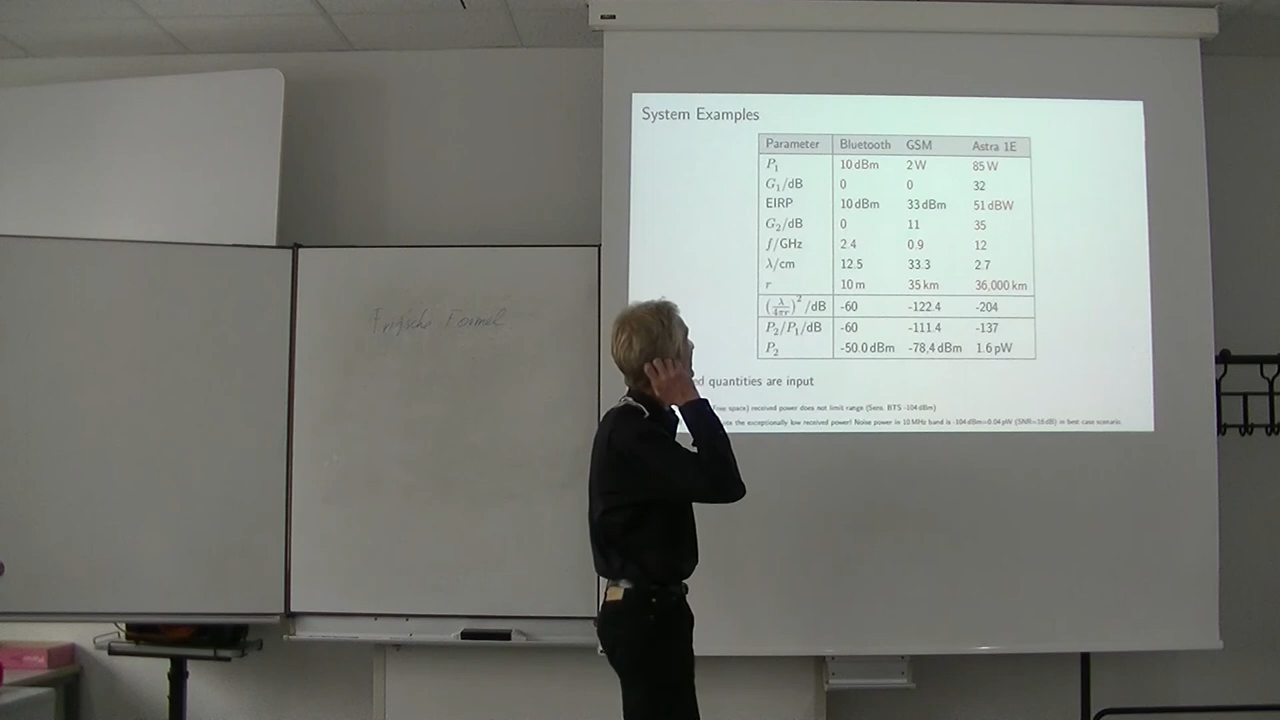 Formel
System Examples
Parameter Bluetooth GSM Astra 1E
P₁ 10 dBm 2 W 85 W
G₁/dB 0 0 32
EIRP 10 dBm 33 dBm 51 dBW
G₂/dB 0 11 35
f/GHz 2.4 0.9 12
λ/cm 12.5 33.3 2.7
r 10 m 35 km 36,000 km
(λ/4πr)²/dB -60 -122.4 -204
P₂/P₁/dB -60 -111.4 -137
P₂ -50.0 dBm -78,4 dBm 1.6 pW
quantities are input
space) received power does not limit range (Sens. BTS -104 dBm)
the exceptionally low received power! Noise power in 10 MHz band is -104 dBm=0.04 pW (SNR=16 dB) in best case scenario.